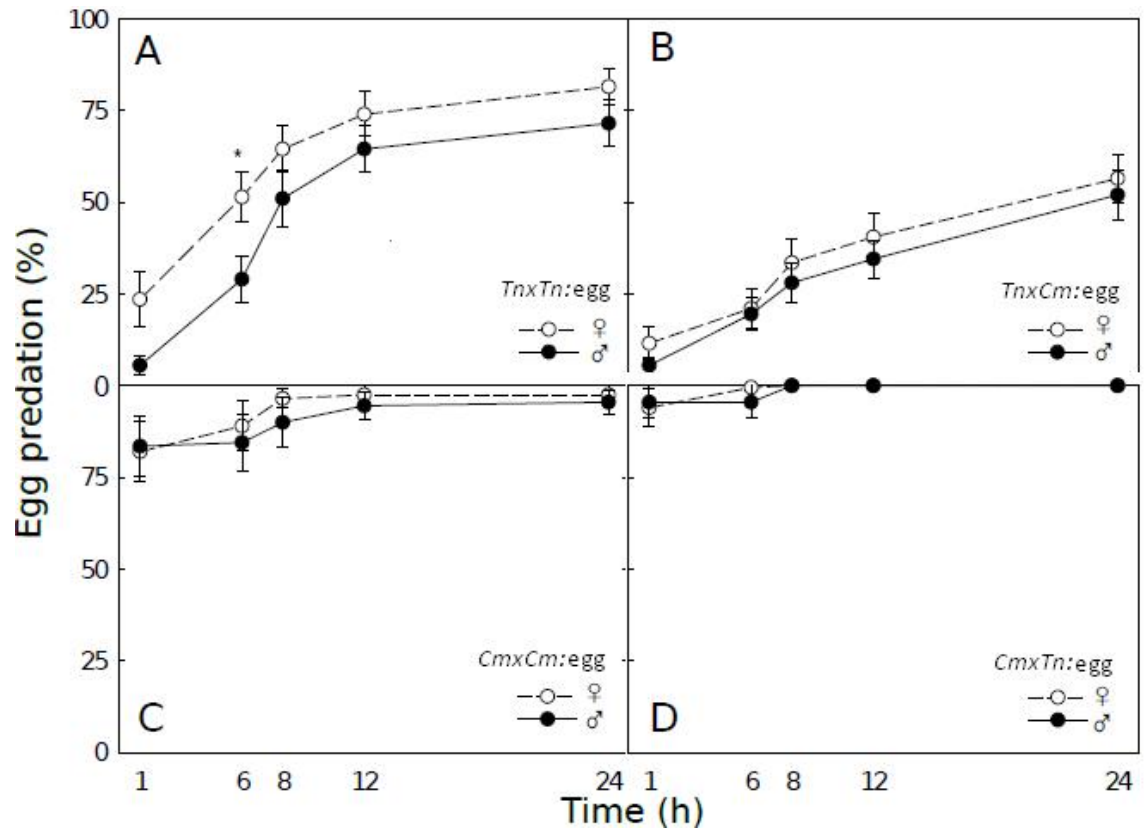 Egg predation (%)
100
75
50
25
0
75
50
25
0
A
*
TnxTn:egg
♀
♂
B
TnxCm:egg
♀
♂
C
CmxCm:egg
♀
♂
D
CmxTn:egg
♀
♂
1 6 8 12 24 1 6 8 12 24
Time (h)